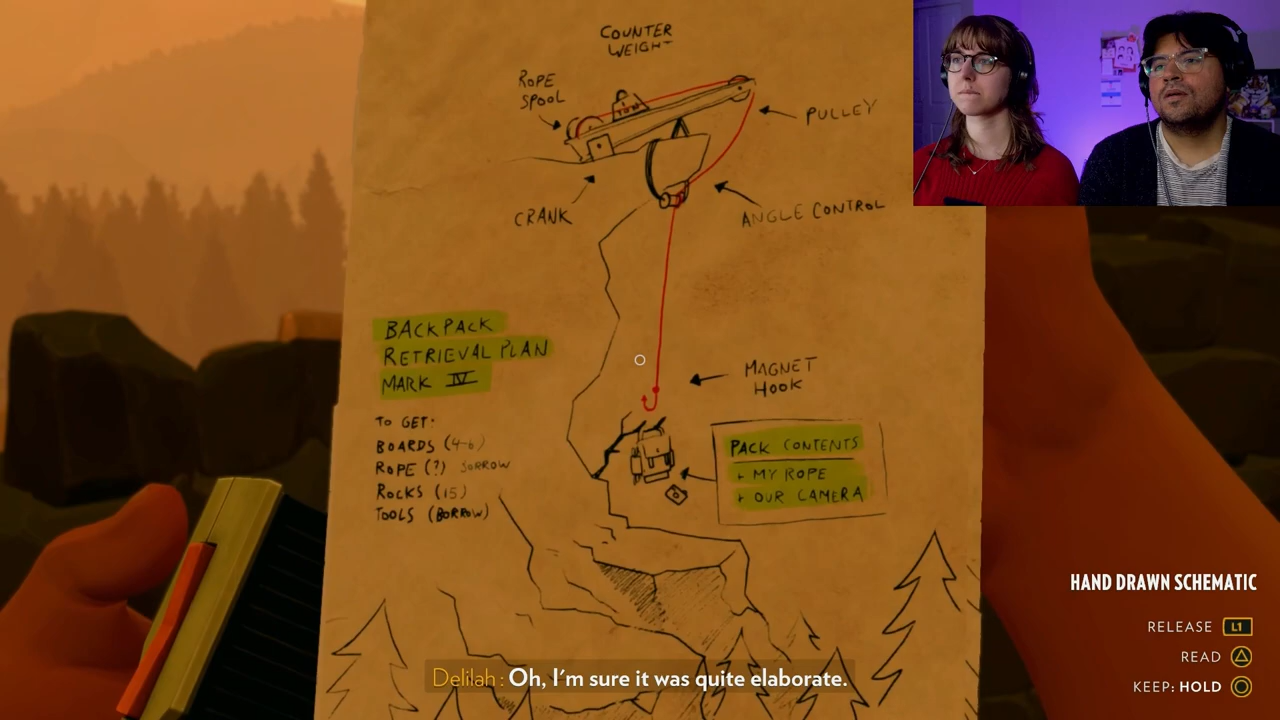 COUNTER
WEIGHT
ROPE
SPOOL
PULLEY
CRANK
ANGLE CONTROL
BACKPACK
RETRIEVAL PLAN
MARK IV
MAGNET
HOOK
TO GET:
BOARDS (4-6)
ROPE (?) BORROW
ROCKS (15)
TOOLS (BORROW)
PACK CONTENTS
+ MY ROPE
+ OUR CAMERA
HAND DRAWN SCHEMATIC
RELEASE L1
READ
KEEP: HOLD
Delilah : Oh, I'm sure it was quite elaborate.